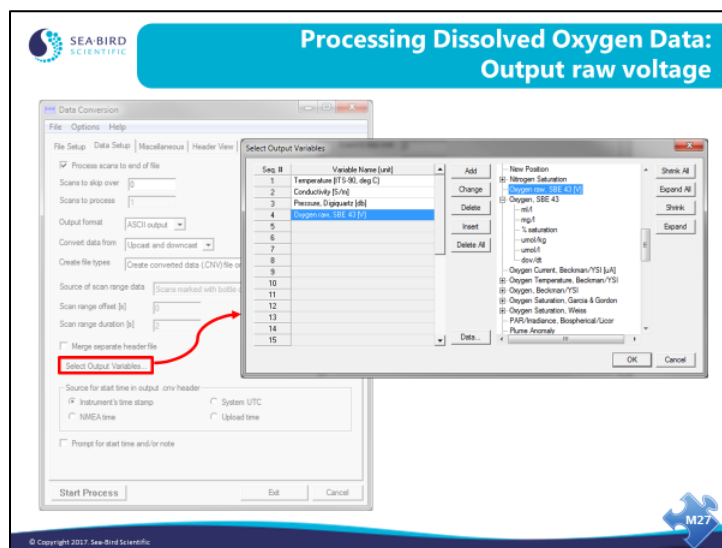 SEA·BIRD
SCIENTIFIC
Processing Dissolved Oxygen Data:
Output raw voltage
Data Conversion
File Options Help
File Setup Data Setup Miscellaneous Header View
Process scans to end of file
Scans to skip over 0
Scans to process 1
Output format ASCII output
Convert data from Upcast and downcast
Create file types Create converted data (.CNV) file
Source of scan range data Scans marked with bottle
Scan range offset [s] 0
Scan range duration [s] 2
Merge separate header file
Select Output Variables...
Source for start time in output .cnv header
Instrument's time stamp System UTC
NMEA time Upload time
Prompt for start time and/or note
Start Process Exit Cancel
Select Output Variables
Seq. # Variable Name [unit]
1 Temperature [ITS-90, deg C]
2 Conductivity [S/m]
3 Pressure, Digiquartz [db]
4 Oxygen raw, SBE 43 [V]
5
6
7
8
9
10
11
12
13
14
15
Add
Change
Delete
Insert
Delete All
Data...
New Position
Nitrogen Saturation
Oxygen raw, SBE 43 [V]
Oxygen, SBE 43
ml/l
mg/l
% saturation
umol/kg
umol/l
dov/dt
Oxygen Current, Beckman/YSI [uA]
Oxygen Temperature, Beckman/YSI
Oxygen, Beckman/YSI
Oxygen Saturation, Garcia & Gordon
Oxygen Saturation, Weiss
PAR/Irradiance, Biospherical/Licor
Plume Anomaly
Shrink All
Expand All
Shrink
Expand
OK Cancel
M27
© Copyright 2017. Sea-Bird Scientific